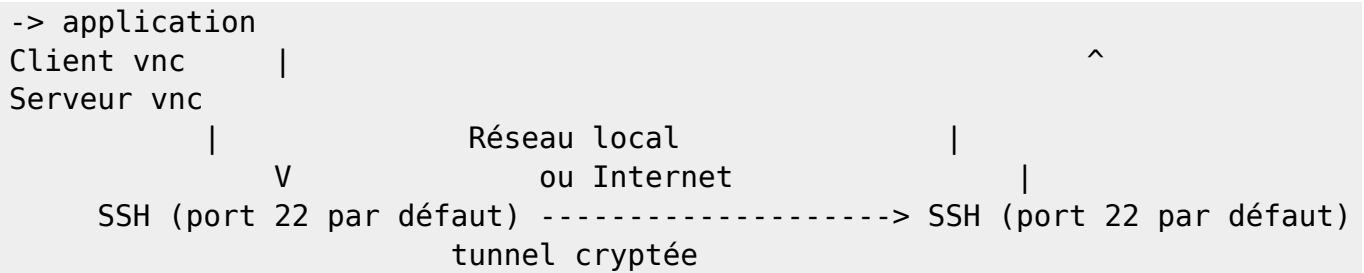 -> application
Client vnc      |                                                       ^
Serveur vnc
              |                 Réseau local                   |
                   V                 ou Internet                    |
      SSH (port 22 par défaut) --------------------> SSH (port 22 par défaut)
                               tunnel cryptée